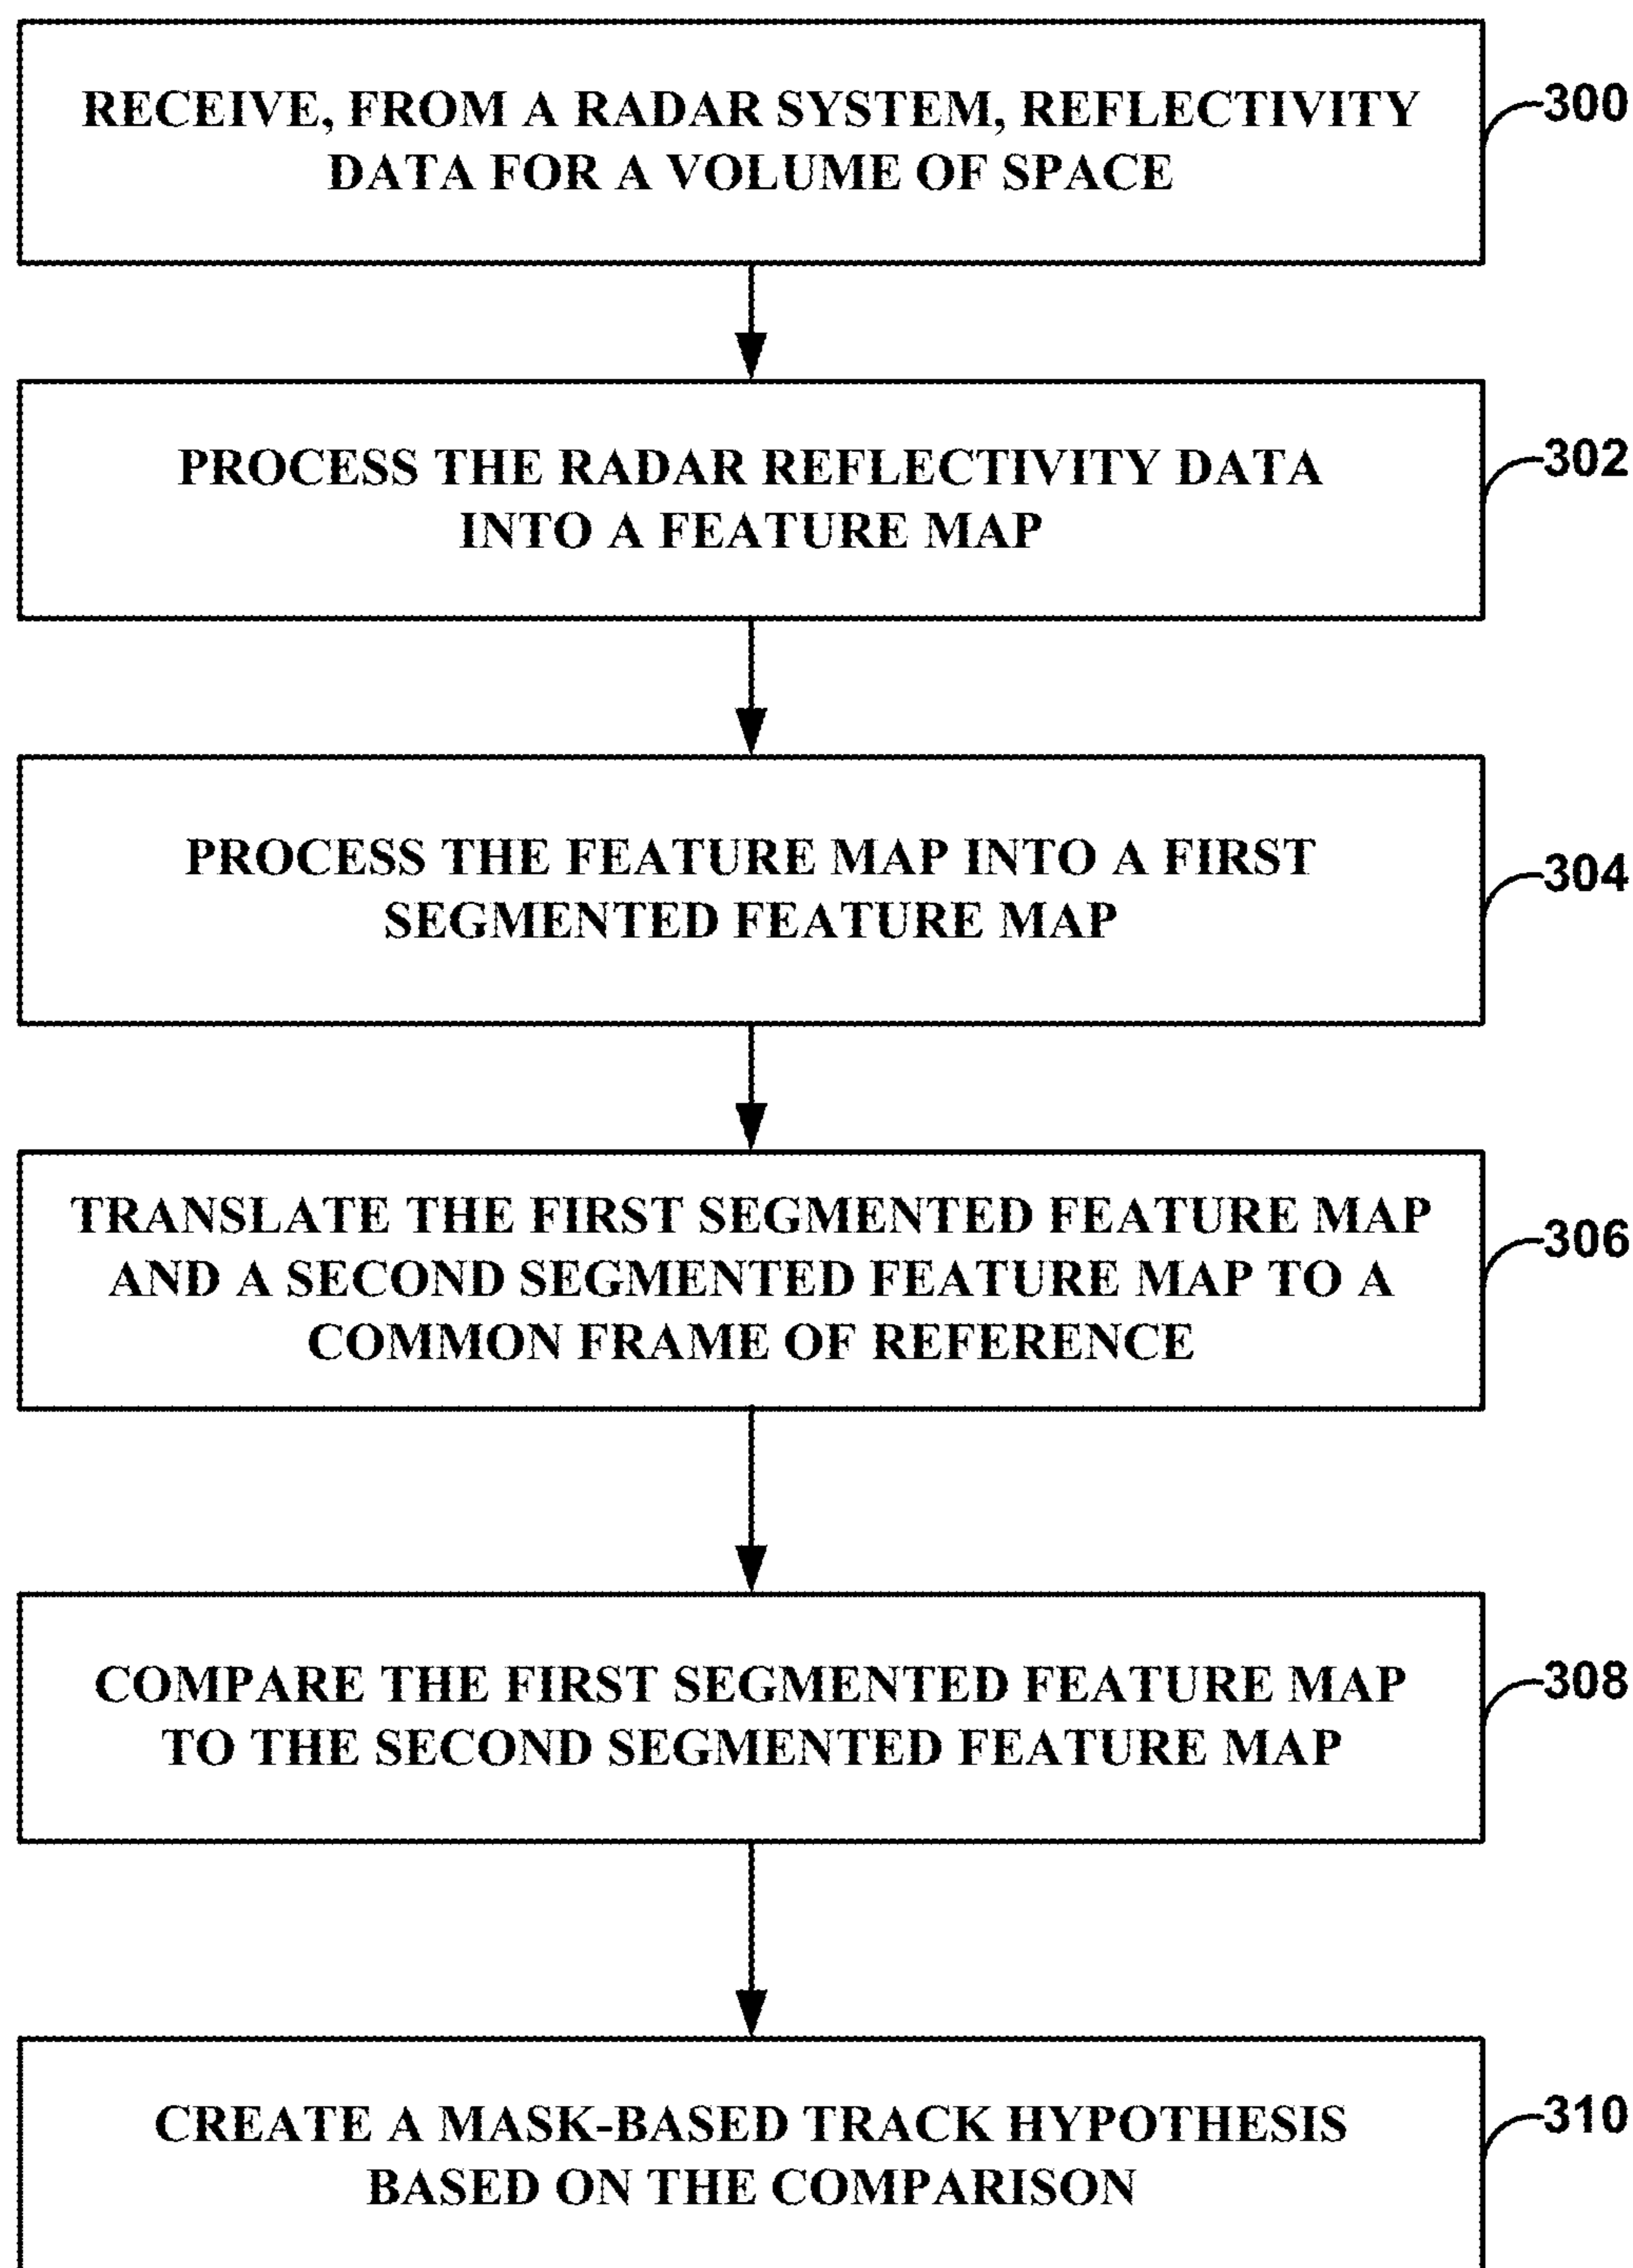 RECEIVE, FROM A RADAR SYSTEM, REFLECTIVITY
DATA FOR A VOLUME OF SPACE
300
PROCESS THE RADAR REFLECTIVITY DATA
INTO A FEATURE MAP
302
PROCESS THE FEATURE MAP INTO A FIRST
SEGMENTED FEATURE MAP
304
TRANSLATE THE FIRST SEGMENTED FEATURE MAP
AND A SECOND SEGMENTED FEATURE MAP TO A
COMMON FRAME OF REFERENCE
306
COMPARE THE FIRST SEGMENTED FEATURE MAP
TO THE SECOND SEGMENTED FEATURE MAP
308
CREATE A MASK-BASED TRACK HYPOTHESIS
BASED ON THE COMPARISON
310